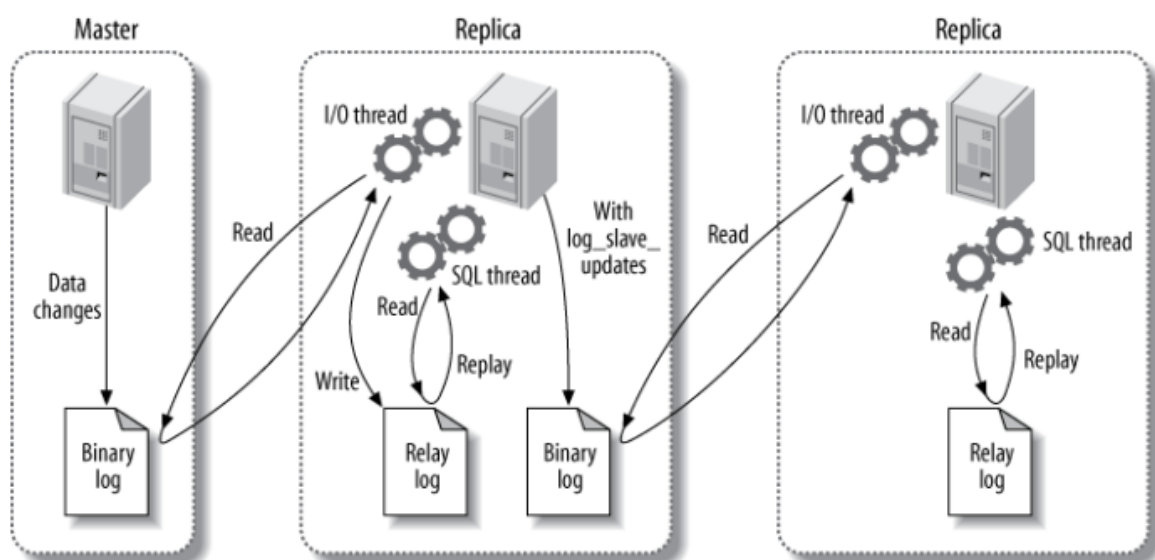 Master
Replica
Replica
I/O thread
I/O thread
Read
With
log_slave_
updates
Read
SQL thread
SQL thread
Data
changes
Read
Replay
Write
Read
Replay
Binary
log
Relay
log
Binary
log
Relay
log